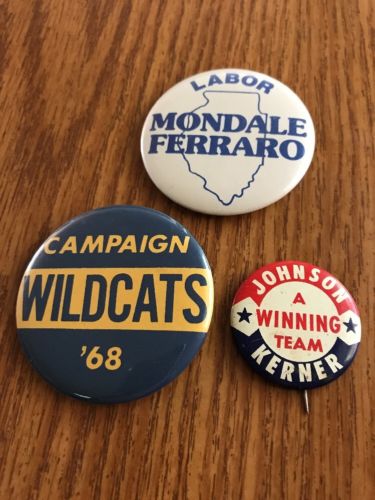 LABOR
MONDALE
FERRARO
CAMPAIGN
WILDCATS
'68
JOHNSON
A
WINNING
TEAM
KERNER